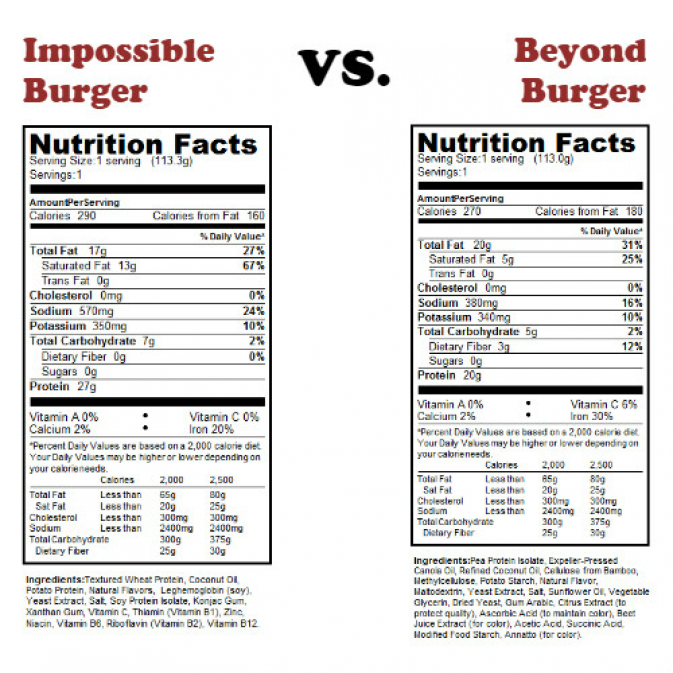 Impossible
Burger
vs.
Beyond
Burger
Nutrition Facts
Serving Size:1 serving (113.3g)
Servings:1
AmountPerServing
Calories 290 Calories from Fat 160
% Daily Value*
Total Fat 17g 27%
Saturated Fat 13g 67%
Trans Fat 0g
Cholesterol 0mg 0%
Sodium 570mg 24%
Potassium 350mg 10%
Total Carbohydrate 7g 2%
Dietary Fiber 0g 0%
Sugars 0g
Protein 27g
Vitamin A 0% • Vitamin C 0%
Calcium 2% • Iron 20%
*Percent Daily Values are based on a 2,000 calorie diet.
Your Daily Values may be higher or lower depending on
your calorie needs.
Calories 2,000 2,500
Total Fat Less than 65g 80g
Sat Fat Less than 20g 25g
Cholesterol Less than 300mg 300mg
Sodium Less than 2400mg 2400mg
Total Carbohydrate 300g 375g
Dietary Fiber 25g 30g
Ingredients:Textured Wheat Protein, Coconut Oil,
Potato Protein, Natural Flavors, Leghemoglobin (soy),
Yeast Extract, Salt, Soy Protein Isolate, Konjac Gum,
Xanthan Gum, Vitamin C, Thiamin (Vitamin B1), Zinc,
Niacin, Vitamin B6, Riboflavin (Vitamin B2), Vitamin B12.
Nutrition Facts
Serving Size:1 serving (113.0g)
Servings:1
AmountPerServing
Calories 270 Calories from Fat 180
% Daily Value*
Total Fat 20g 31%
Saturated Fat 5g 25%
Trans Fat 0g
Cholesterol 0mg 0%
Sodium 380mg 16%
Potassium 340mg 10%
Total Carbohydrate 5g 2%
Dietary Fiber 3g 12%
Sugars 0g
Protein 20g
Vitamin A 0% • Vitamin C 6%
Calcium 2% • Iron 30%
*Percent Daily Values are based on a 2,000 calorie diet.
Your Daily Values may be higher or lower depending on
your calorie needs.
Calories 2,000 2,500
Total Fat Less than 65g 80g
Sat Fat Less than 20g 25g
Cholesterol Less than 300mg 300mg
Sodium Less than 2400mg 2400mg
Total Carbohydrate 300g 375g
Dietary Fiber 25g 30g
Ingredients:Pea Protein Isolate, Expeller-Pressed
Canola Oil, Refined Coconut Oil, Cellulose from Bamboo,
Methylcellulose, Potato Starch, Natural Flavor,
Maltodextrin, Yeast Extract, Salt, Sunflower Oil, Vegetable
Glycerin, Dried Yeast, Gum Arabic, Citrus Extract (to
protect quality), Ascorbic Acid (to maintain color), Beet
Juice Extract (for color), Acetic Acid, Succinic Acid,
Modified Food Starch, Annatto (for color).